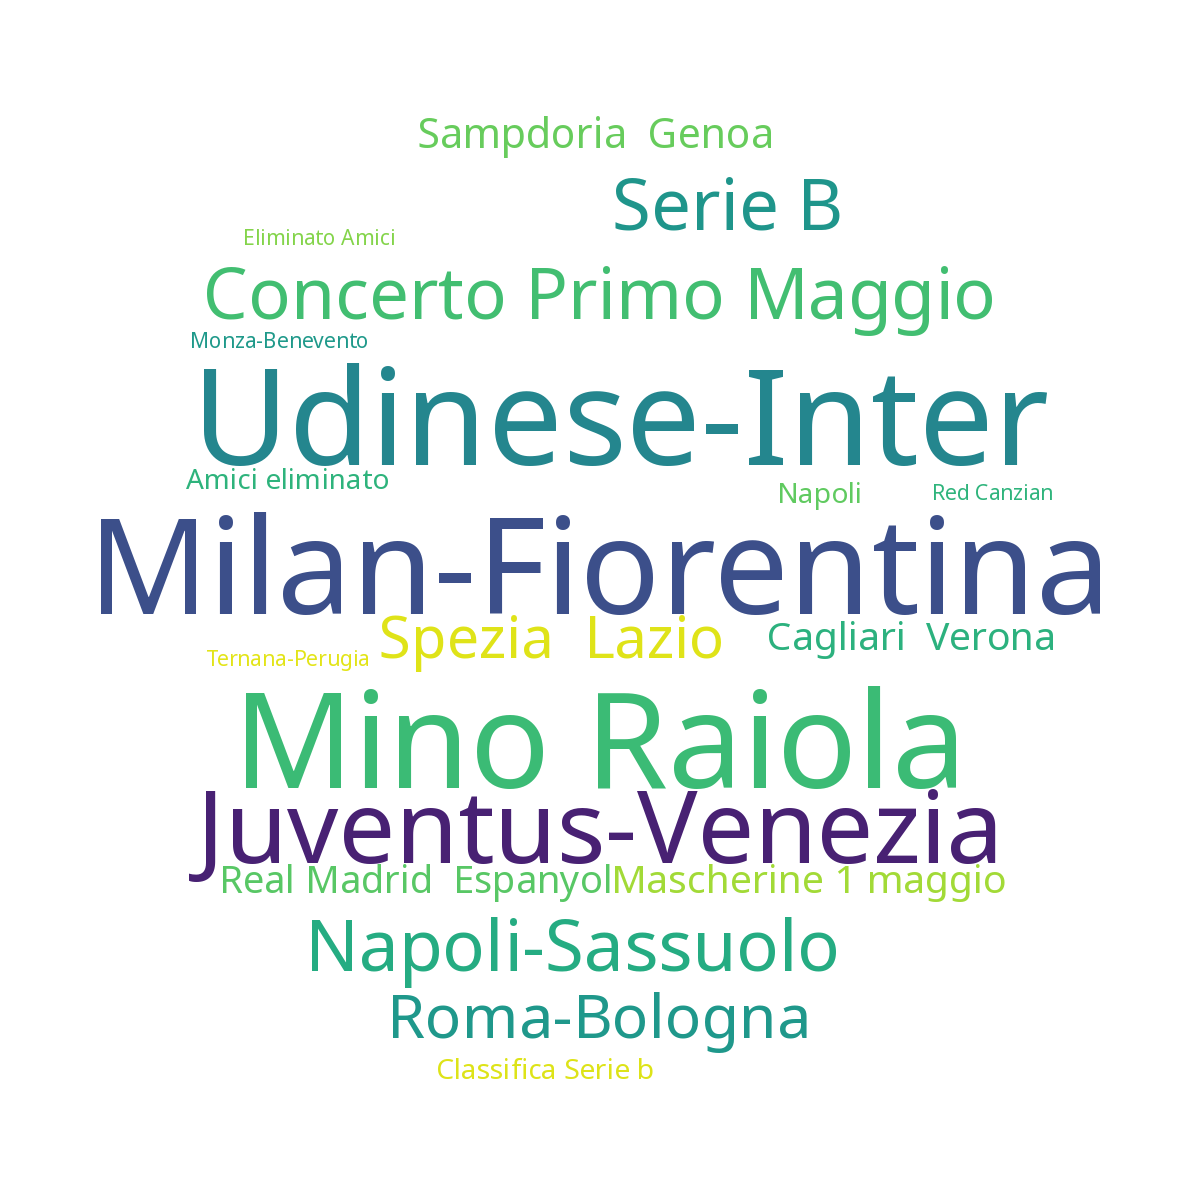 Sampdoria  Genoa
Serie B
Eliminato Amici
Concerto Primo Maggio
Monza-Benevento
Udinese-Inter
Amici eliminato
Napoli
Red Canzian
Milan-Fiorentina
Spezia  Lazio
Cagliari  Verona
Ternana-Perugia
Mino Raiola
Juventus-Venezia
Real Madrid  Espanyol
Mascherine 1 maggio
Napoli-Sassuolo
Roma-Bologna
Classifica Serie b